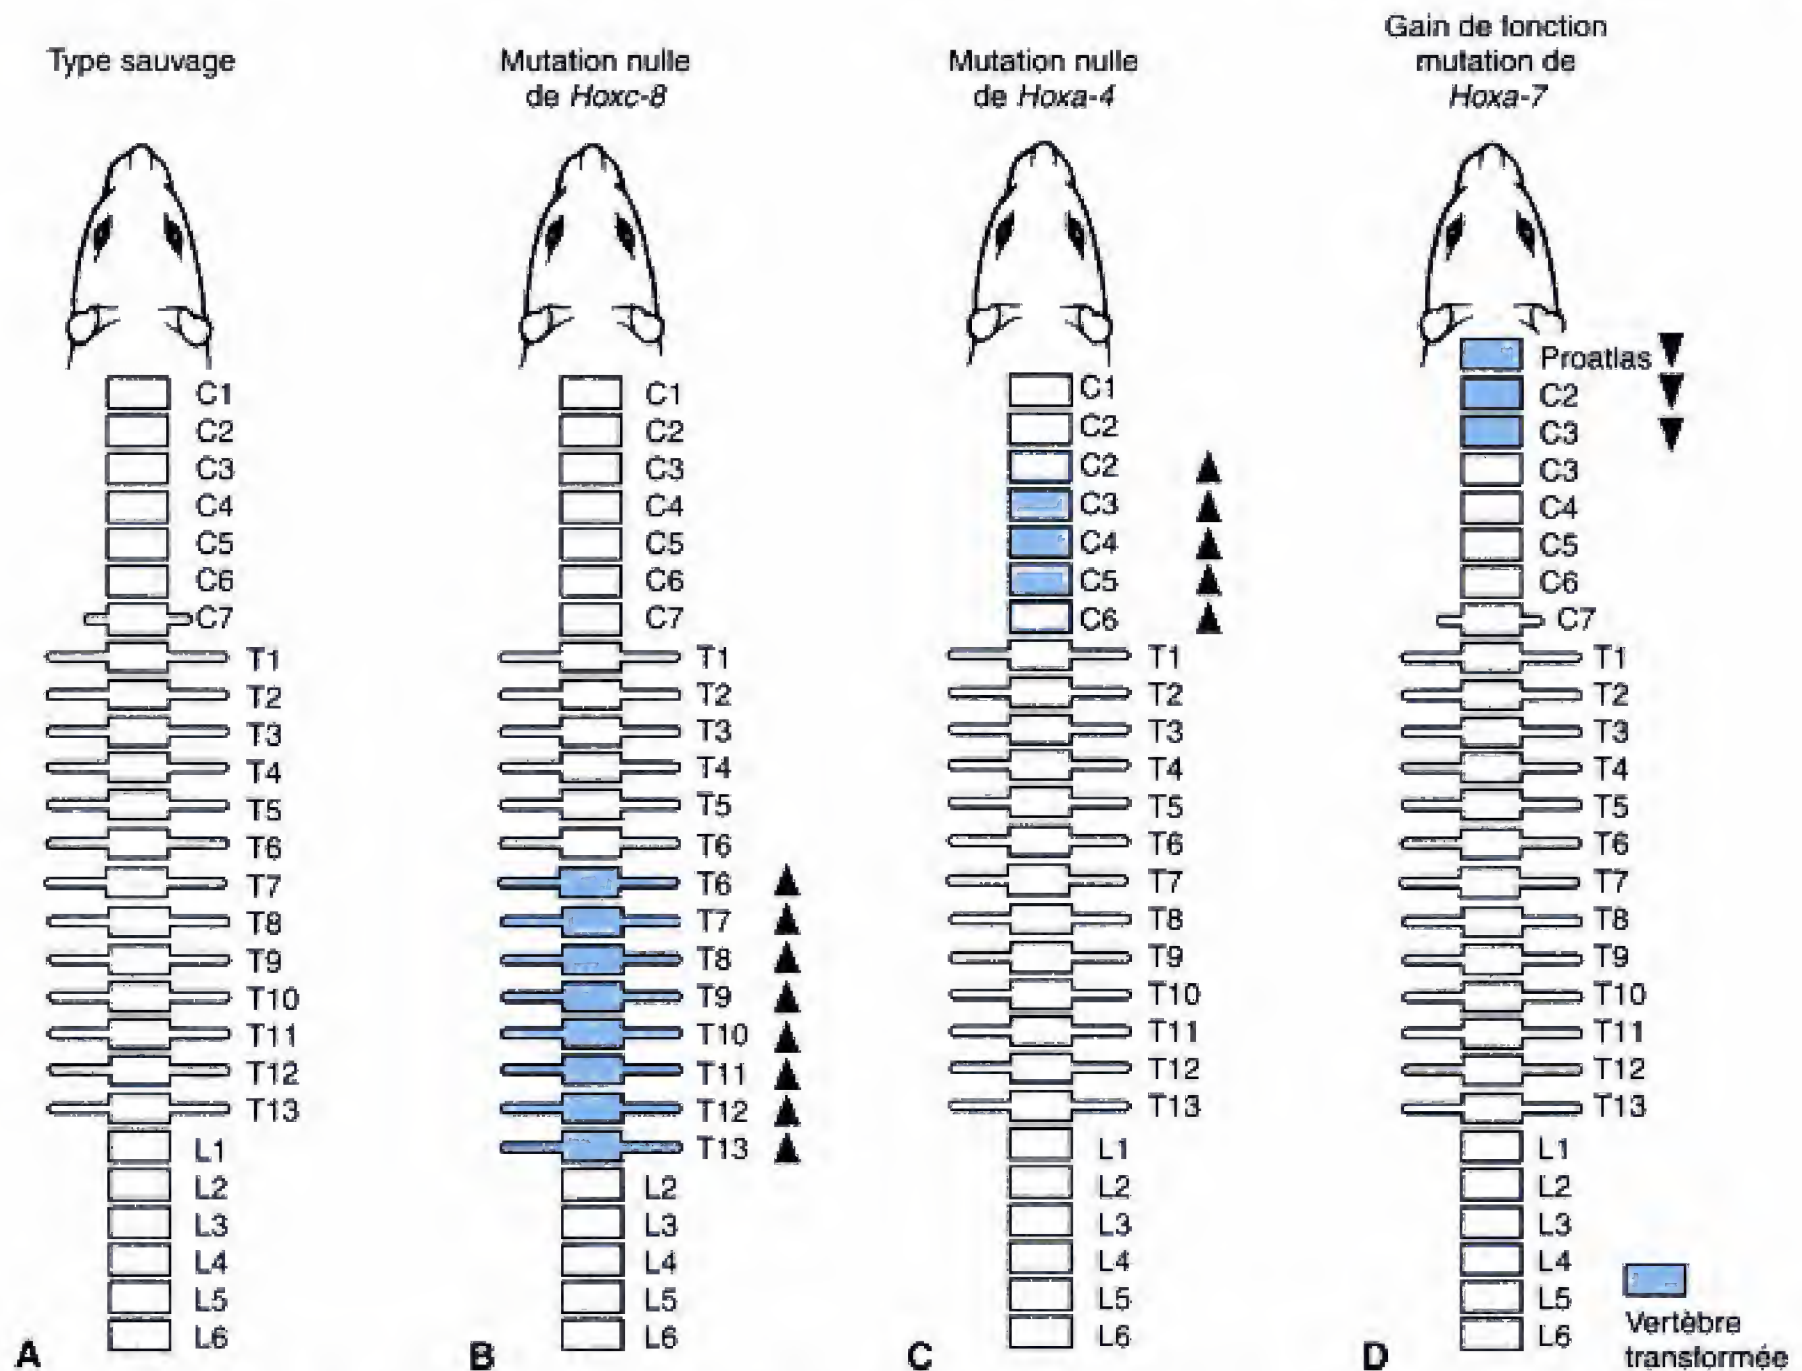 Type sauvage
Mutation nulle
de Hoxc-8
Mutation nulle
de Hoxa-4
Gain de fonction
mutation de
Hoxa-7
C1
C2
C3
C4
C5
C6
C7
T1
T2
T3
T4
T5
T6
T7
T8
T9
T10
T11
T12
T13
L1
L2
L3
L4
L5
L6
A
C1
C2
C3
C4
C5
C6
C7
T1
T2
T3
T4
T5
T6
T6
T7
T8
T9
T10
T11
T12
T13
L2
L3
L4
L5
L6
B
C1
C2
C2
C3
C4
C5
C6
T1
T2
T3
T4
T5
T6
T7
T8
T9
T10
T11
T12
T13
L1
L2
L3
L4
L5
L6
C
Proatlas
C2
C3
C3
C4
C5
C6
C7
T1
T2
T3
T4
T5
T6
T7
T8
T9
T10
T11
T12
T13
L1
L2
L3
L4
L5
L6
D
Vertèbre
transformée